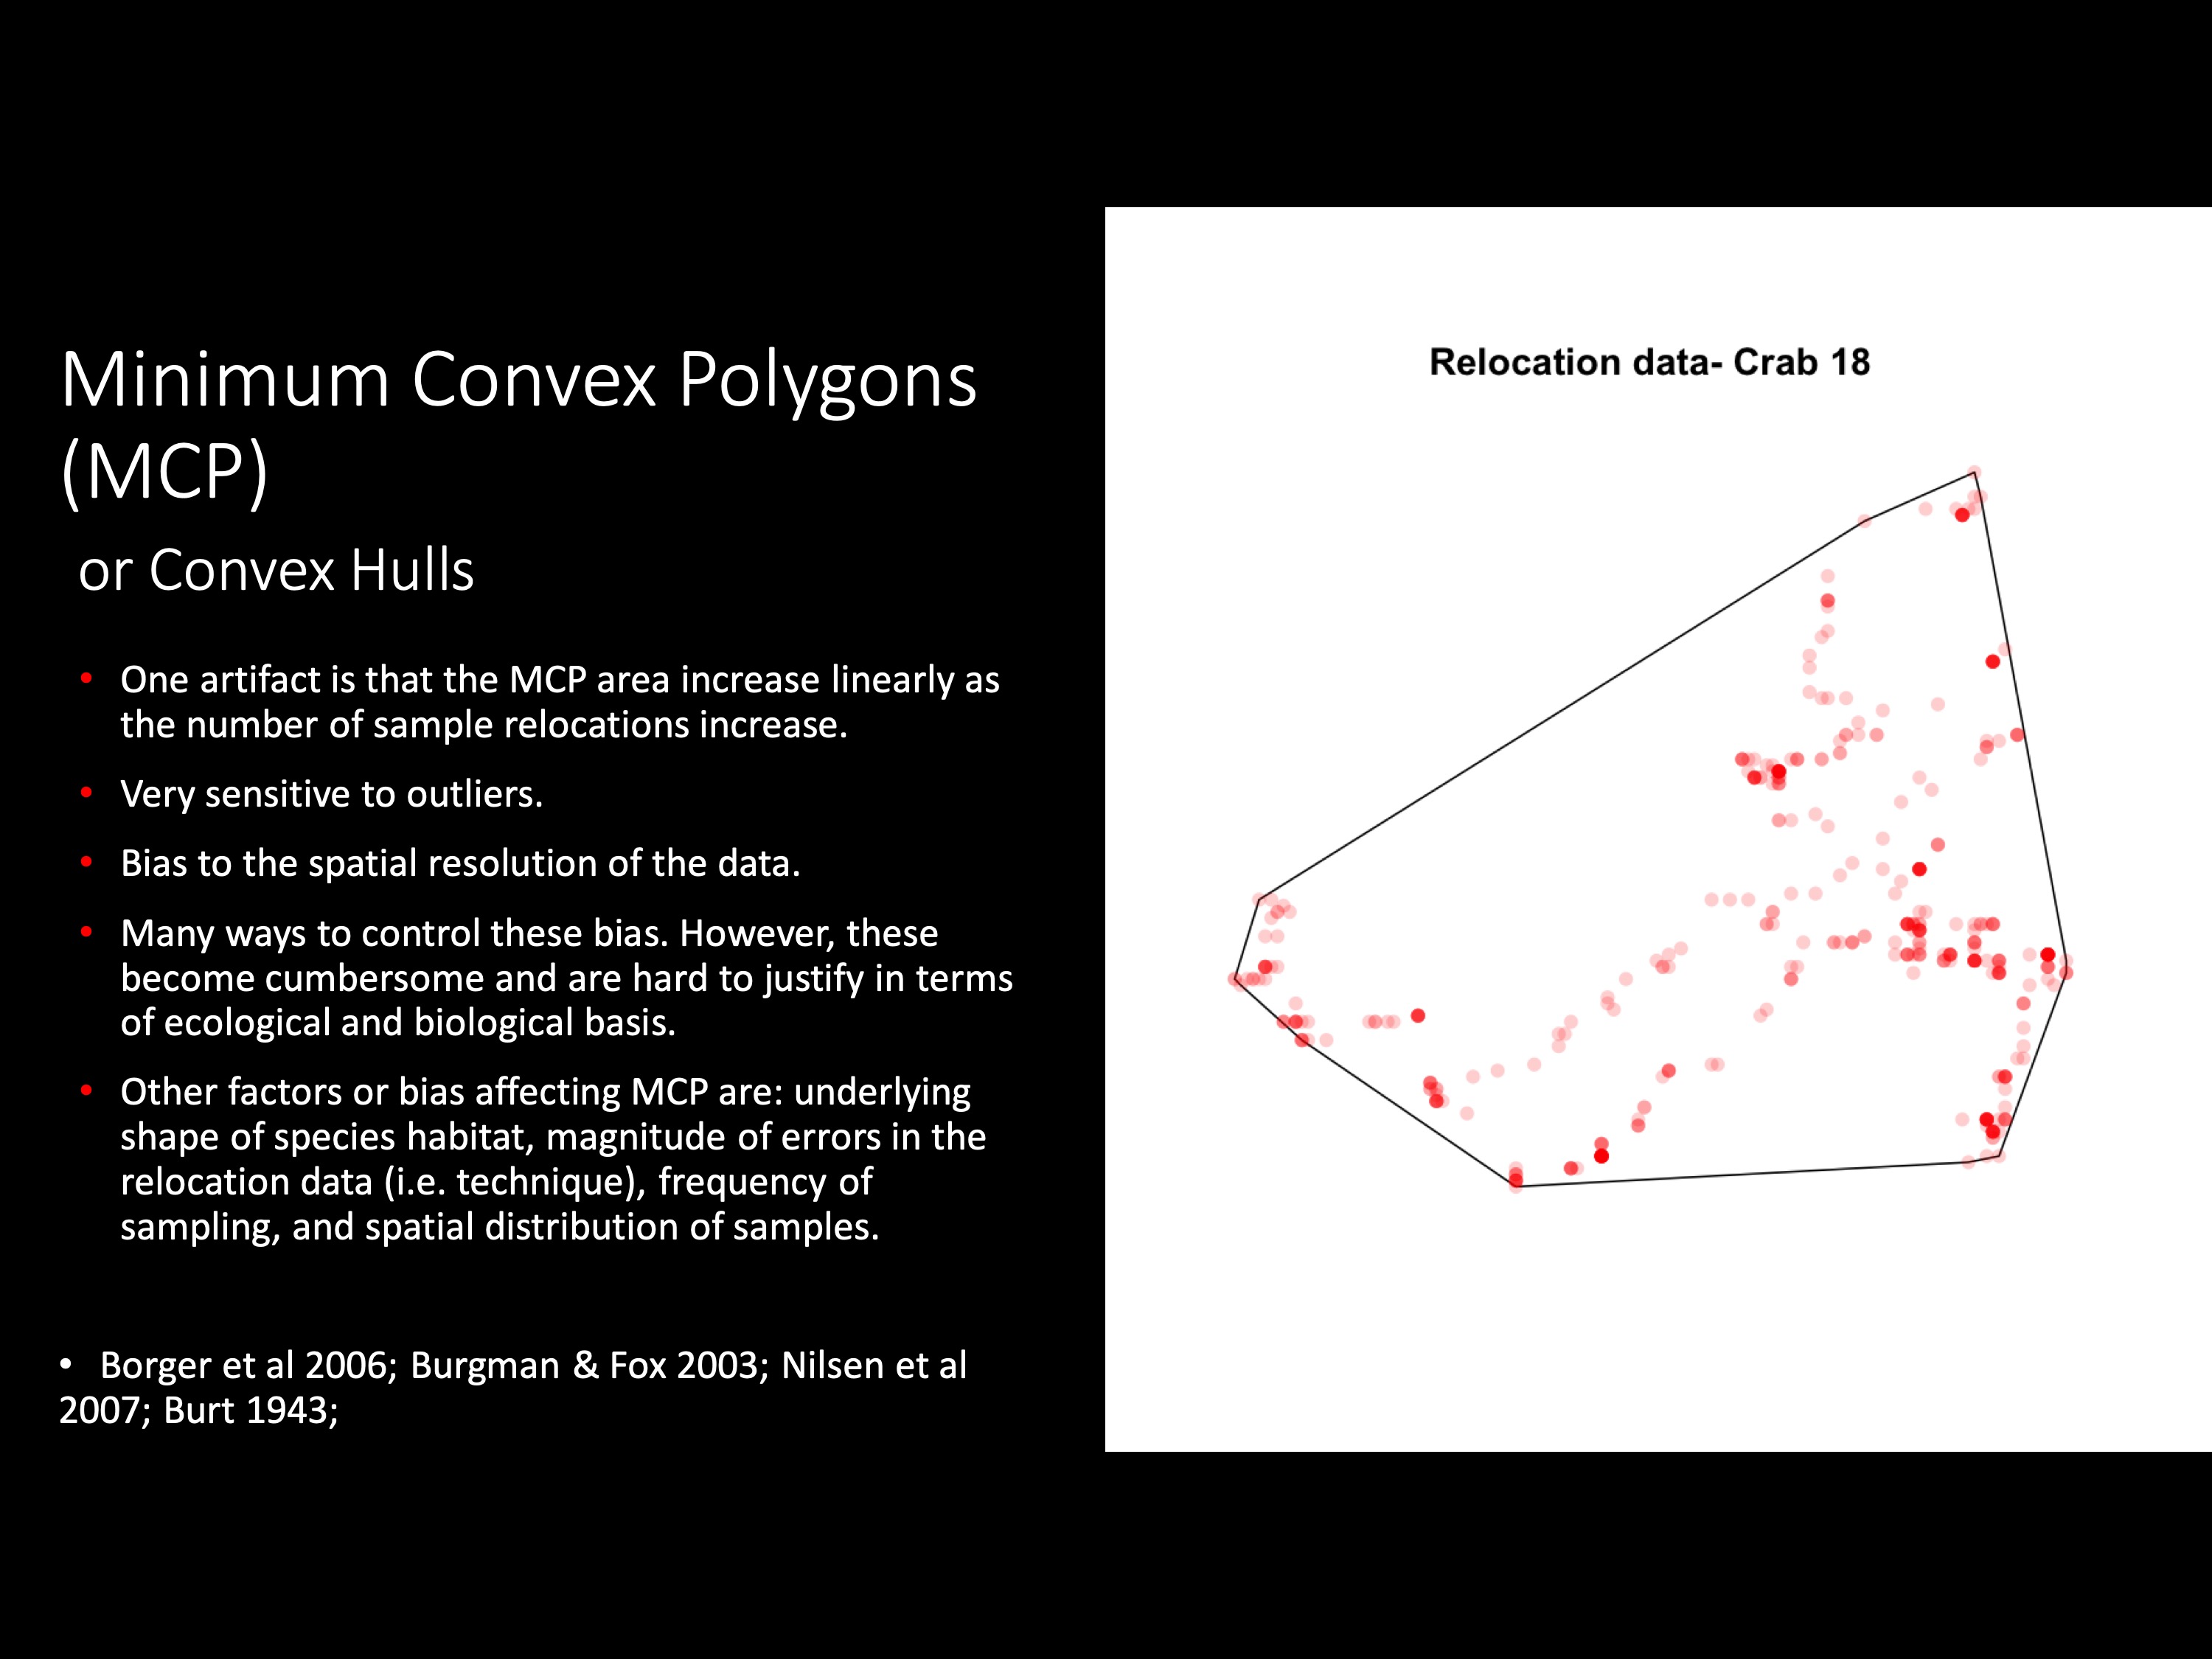 Minimum Convex Polygons
(MCP)
or Convex Hulls
• One artifact is that the MCP area increase linearly as
the number of sample relocations increase.
• Very sensitive to outliers.
• Bias to the spatial resolution of the data.
• Many ways to control these bias. However, these
become cumbersome and are hard to justify in terms
of ecological and biological basis.
• Other factors or bias affecting MCP are: underlying
shape of species habitat, magnitude of errors in the
relocation data (i.e. technique), frequency of
sampling, and spatial distribution of samples.
• Borger et al 2006; Burgman & Fox 2003; Nilsen et al
2007; Burt 1943;
Relocation data- Crab 18